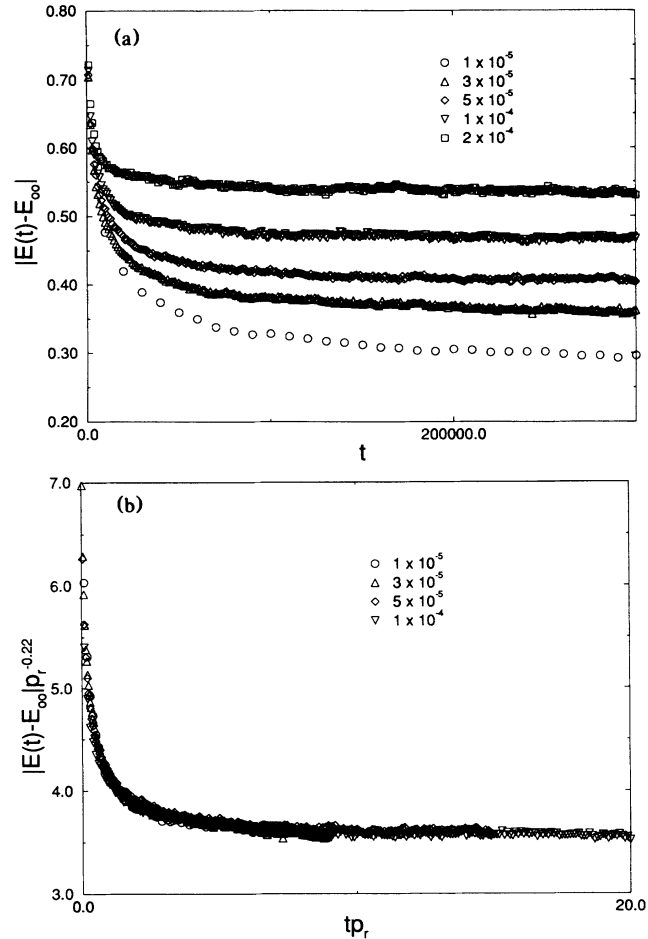 0.80
(a)
○ 1 x 10⁻⁵
△ 3 x 10⁻⁵
◇ 5 x 10⁻⁵
▽ 1 x 10⁻⁴
□ 2 x 10⁻⁴
0.70
0.60
0.50
0.40
0.30
0.20
|E(t)-E∞|
0.0
200000.0
t
7.0
(b)
○ 1 x 10⁻⁵
△ 3 x 10⁻⁵
◇ 5 x 10⁻⁵
▽ 1 x 10⁻⁴
6.0
5.0
4.0
3.0
|E(t)-E∞|pᵣ⁻⁰·²²
0.0
20.0
tpᵣ